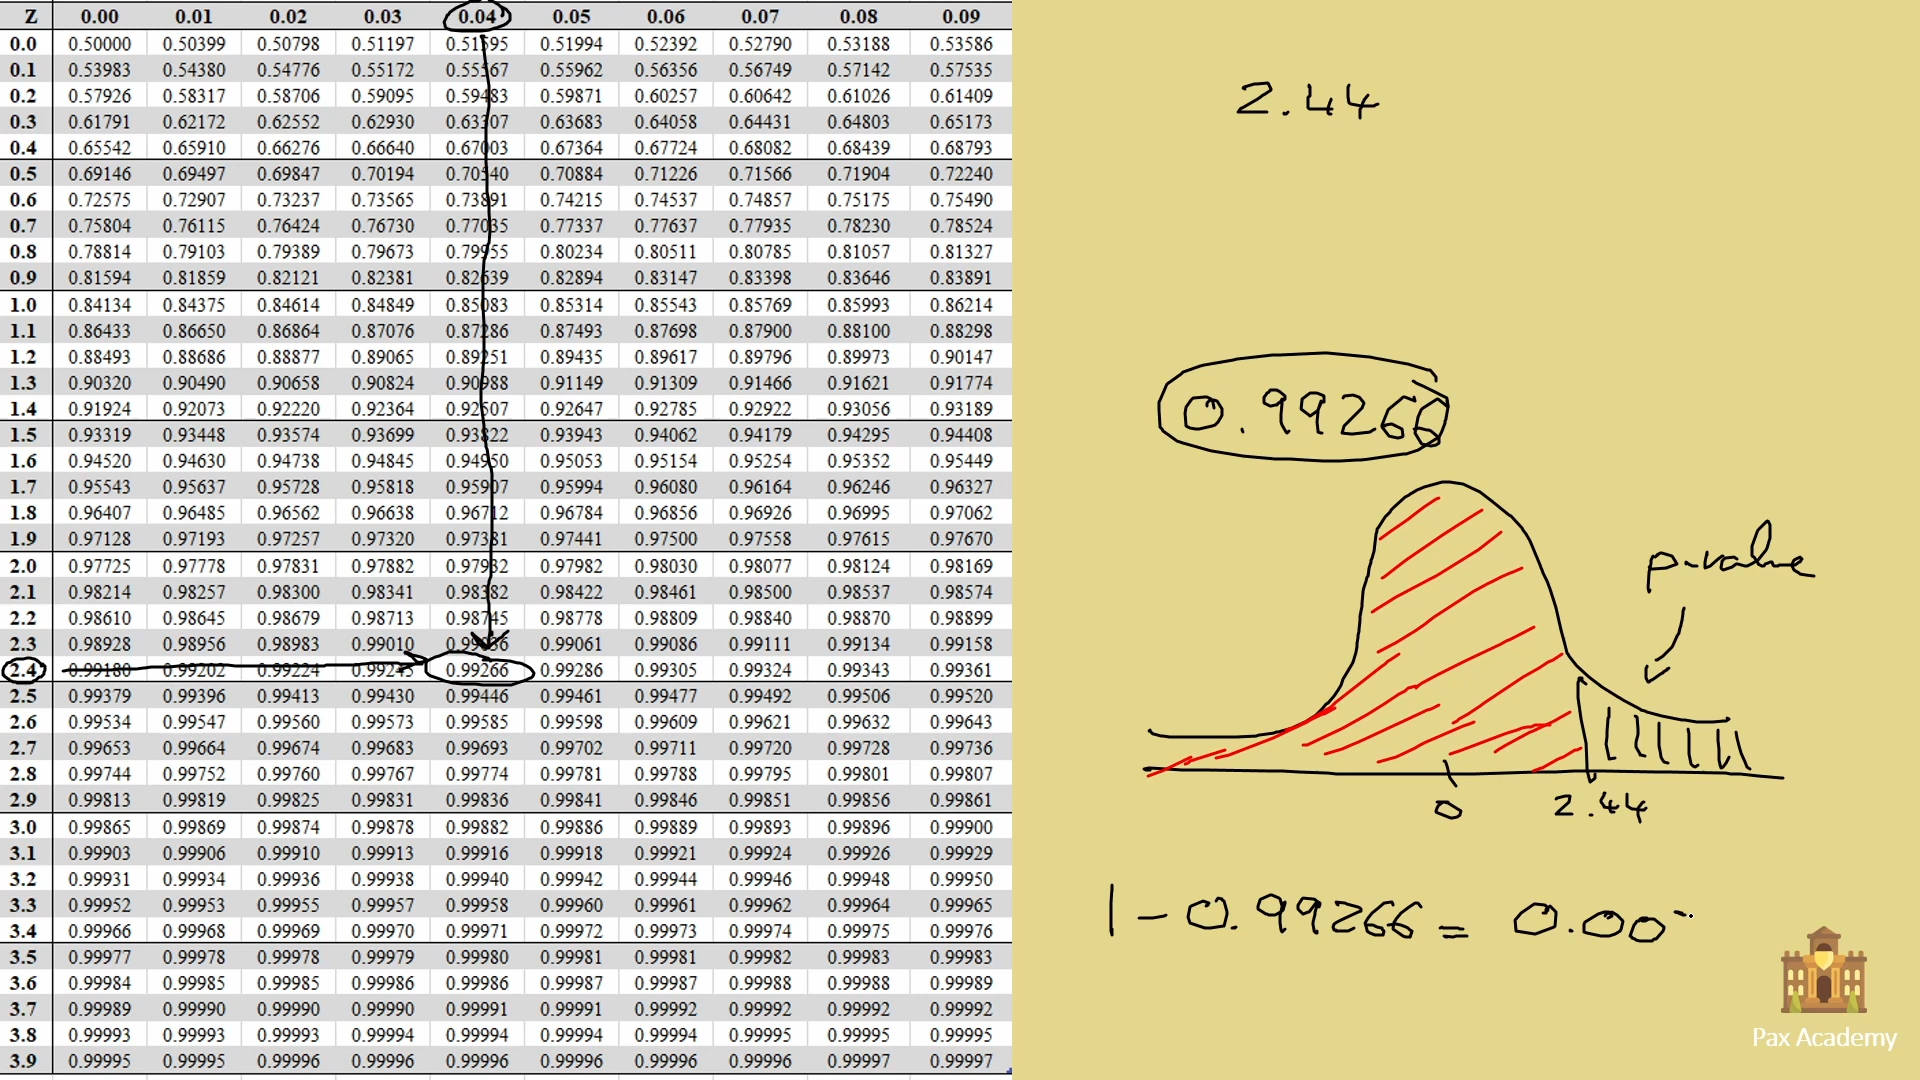 Z 0.00 0.01 0.02 0.03 0.04 0.05 0.06 0.07 0.08 0.09
0.0 0.50000 0.50399 0.50798 0.51197 0.51595 0.51994 0.52392 0.52790 0.53188 0.53586
0.1 0.53983 0.54380 0.54776 0.55172 0.55567 0.55962 0.56356 0.56749 0.57142 0.57535
0.2 0.57926 0.58317 0.58706 0.59095 0.59483 0.59871 0.60257 0.60642 0.61026 0.61409
0.3 0.61791 0.62172 0.62552 0.62930 0.63307 0.63683 0.64058 0.64431 0.64803 0.65173
0.4 0.65542 0.65910 0.66276 0.66640 0.67003 0.67364 0.67724 0.68082 0.68439 0.68793
0.5 0.69146 0.69497 0.69847 0.70194 0.70540 0.70884 0.71226 0.71566 0.71904 0.72240
0.6 0.72575 0.72907 0.73237 0.73565 0.73891 0.74215 0.74537 0.74857 0.75175 0.75490
0.7 0.75804 0.76115 0.76424 0.76730 0.77035 0.77337 0.77637 0.77935 0.78230 0.78524
0.8 0.78814 0.79103 0.79389 0.79673 0.79955 0.80234 0.80511 0.80785 0.81057 0.81327
0.9 0.81594 0.81859 0.82121 0.82381 0.82639 0.82894 0.83147 0.83398 0.83646 0.83891
1.0 0.84134 0.84375 0.84614 0.84849 0.85083 0.85314 0.85543 0.85769 0.85993 0.86214
1.1 0.86433 0.86650 0.86864 0.87076 0.87286 0.87493 0.87698 0.87900 0.88100 0.88298
1.2 0.88493 0.88686 0.88877 0.89065 0.89251 0.89435 0.89617 0.89796 0.89973 0.90147
1.3 0.90320 0.90490 0.90658 0.90824 0.90988 0.91149 0.91309 0.91466 0.91621 0.91774
1.4 0.91924 0.92073 0.92220 0.92364 0.92507 0.92647 0.92785 0.92922 0.93056 0.93189
1.5 0.93319 0.93448 0.93574 0.93699 0.93822 0.93943 0.94062 0.94179 0.94295 0.94408
1.6 0.94520 0.94630 0.94738 0.94845 0.94950 0.95053 0.95154 0.95254 0.95352 0.95449
1.7 0.95543 0.95637 0.95728 0.95818 0.95907 0.95994 0.96080 0.96164 0.96246 0.96327
1.8 0.96407 0.96485 0.96562 0.96638 0.96712 0.96784 0.96856 0.96926 0.96995 0.97062
1.9 0.97128 0.97193 0.97257 0.97320 0.97381 0.97441 0.97500 0.97558 0.97615 0.97670
2.0 0.97725 0.97778 0.97831 0.97882 0.97932 0.97982 0.98030 0.98077 0.98124 0.98169
2.1 0.98214 0.98257 0.98300 0.98341 0.98382 0.98422 0.98461 0.98500 0.98537 0.98574
2.2 0.98610 0.98645 0.98679 0.98713 0.98745 0.98778 0.98809 0.98840 0.98870 0.98899
2.3 0.98928 0.98956 0.98983 0.99010 0.99036 0.99061 0.99086 0.99111 0.99134 0.99158
2.4 0.99180 0.99202 0.99224 0.99245 0.99266 0.99286 0.99305 0.99324 0.99343 0.99361
2.5 0.99379 0.99396 0.99413 0.99430 0.99446 0.99461 0.99477 0.99492 0.99506 0.99520
2.6 0.99534 0.99547 0.99560 0.99573 0.99585 0.99598 0.99609 0.99621 0.99632 0.99643
2.7 0.99653 0.99664 0.99674 0.99683 0.99693 0.99702 0.99711 0.99720 0.99728 0.99736
2.8 0.99744 0.99752 0.99760 0.99767 0.99774 0.99781 0.99788 0.99795 0.99801 0.99807
2.9 0.99813 0.99819 0.99825 0.99831 0.99836 0.99841 0.99846 0.99851 0.99856 0.99861
3.0 0.99865 0.99869 0.99874 0.99878 0.99882 0.99886 0.99889 0.99893 0.99896 0.99900
3.1 0.99903 0.99906 0.99910 0.99913 0.99916 0.99918 0.99921 0.99924 0.99926 0.99929
3.2 0.99931 0.99934 0.99936 0.99938 0.99940 0.99942 0.99944 0.99946 0.99948 0.99950
3.3 0.99952 0.99953 0.99955 0.99957 0.99958 0.99960 0.99961 0.99962 0.99964 0.99965
3.4 0.99966 0.99968 0.99969 0.99970 0.99971 0.99972 0.99973 0.99974 0.99975 0.99976
3.5 0.99977 0.99978 0.99978 0.99979 0.99980 0.99981 0.99981 0.99982 0.99983 0.99983
3.6 0.99984 0.99985 0.99985 0.99986 0.99986 0.99987 0.99987 0.99988 0.99988 0.99989
3.7 0.99989 0.99990 0.99990 0.99990 0.99991 0.99991 0.99992 0.99992 0.99992 0.99992
3.8 0.99993 0.99993 0.99993 0.99994 0.99994 0.99994 0.99994 0.99995 0.99995 0.99995
3.9 0.99995 0.99995 0.99996 0.99996 0.99996 0.99996 0.99996 0.99996 0.99997 0.99997
2.44
0.99266
p-value
0 2.44
1 - 0.99266 = 0.00
Pax Academy